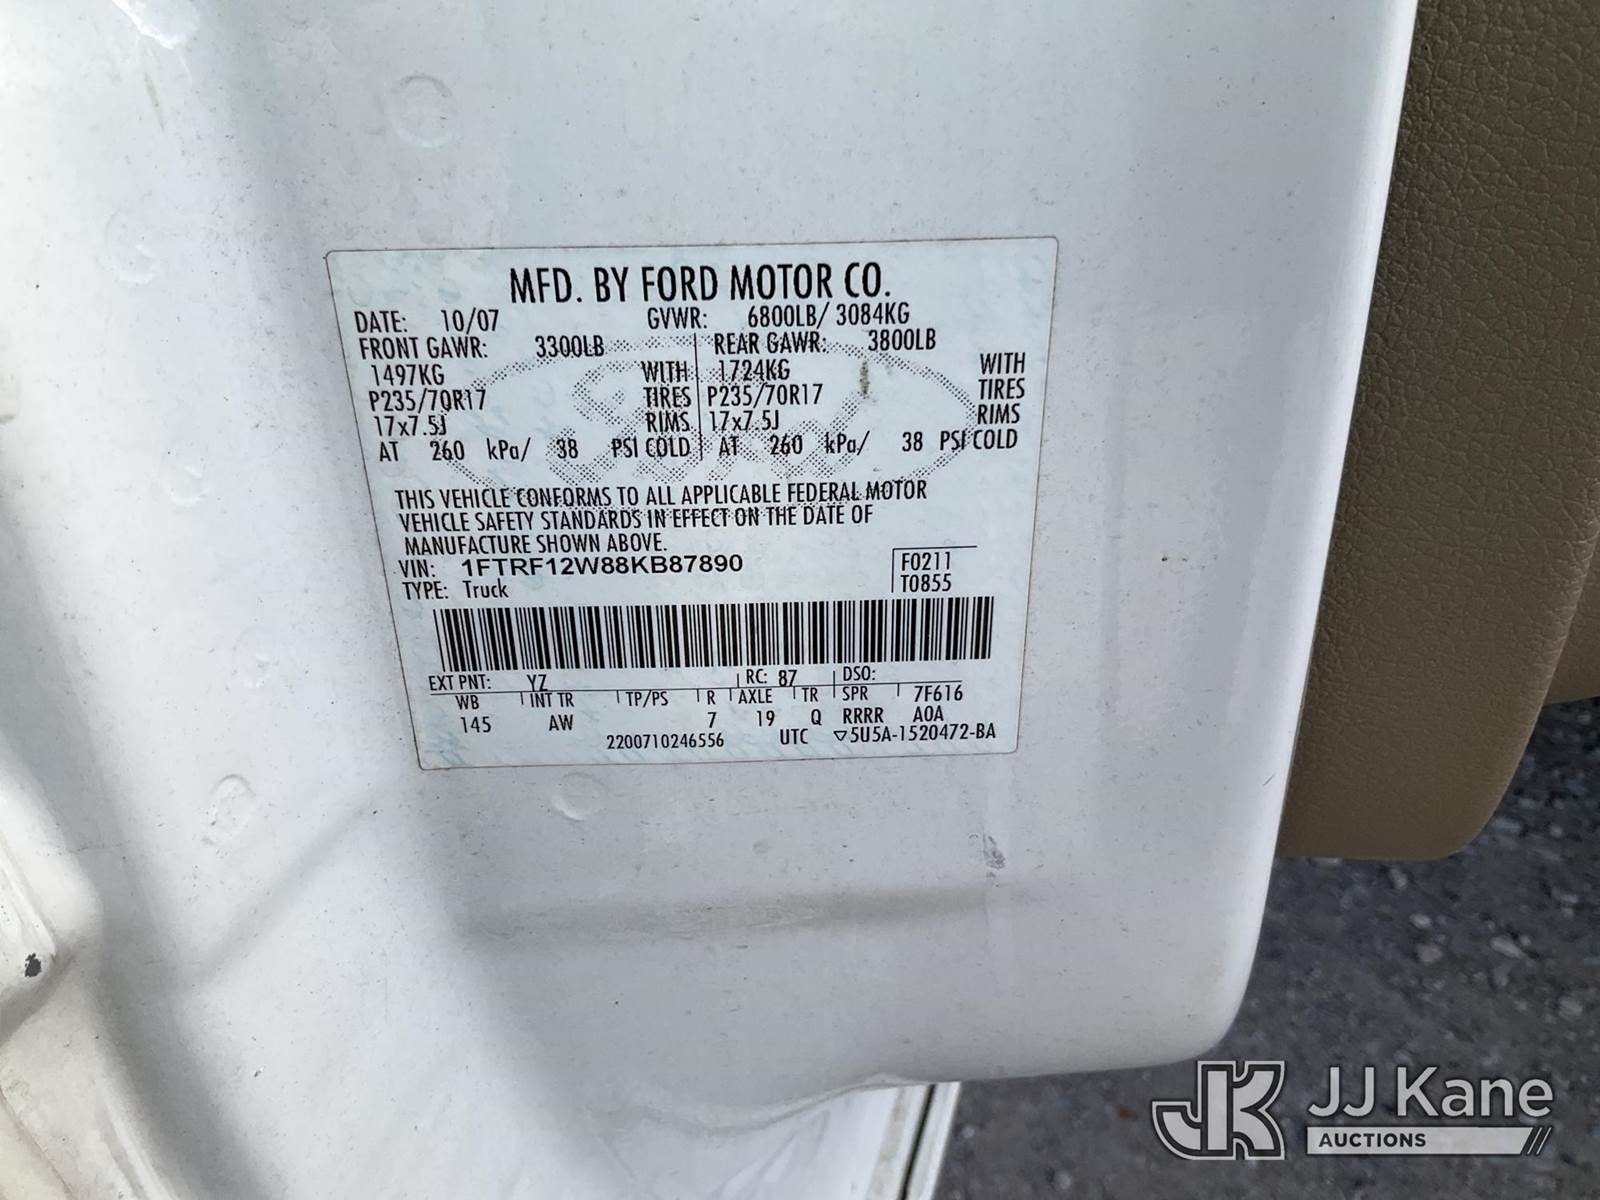 MFD. BY FORD MOTOR CO.
DATE: 10/07 GVWR: 6800LB/ 3084KG
FRONT GAWR: 3300LB REAR GAWR: 3800LB
1497KG WITH 1724KG WITH
P235/70R17 TIRES P235/70R17 TIRES
17x7.5J RIMS 17x7.5J RIMS
AT 260 kPa/ 38 PSI COLD AT 260 kPa/ 38 PSI COLD
THIS VEHICLE CONFORMS TO ALL APPLICABLE FEDERAL MOTOR
VEHICLE SAFETY STANDARDS IN EFFECT ON THE DATE OF
MANUFACTURE SHOWN ABOVE.
VIN: 1FTRF12W88KB87890 F0211
TYPE: Truck T0855
EXT PNT: YZ RC: 87 DSO:
WB INT TR TP/PS R AXLE TR SPR 7F616
145 AW 7 19 Q RRRR A0A
2200710246556 UTC ▽5U5A-1520472-BA
JK JJ Kane
AUCTIONS